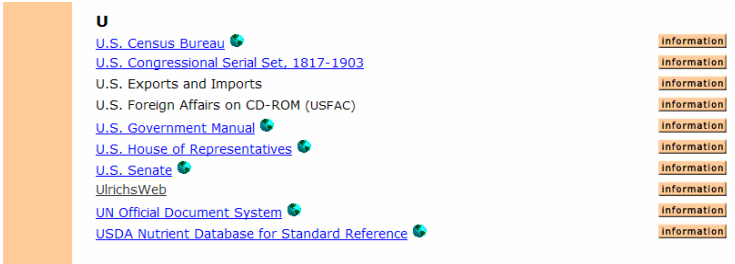 U
U.S. Census Bureau information
U.S. Congressional Serial Set, 1817-1903 information
U.S. Exports and Imports information
U.S. Foreign Affairs on CD-ROM (USFAC) information
U.S. Government Manual information
U.S. House of Representatives information
U.S. Senate information
UlrichsWeb information
UN Official Document System information
USDA Nutrient Database for Standard Reference information